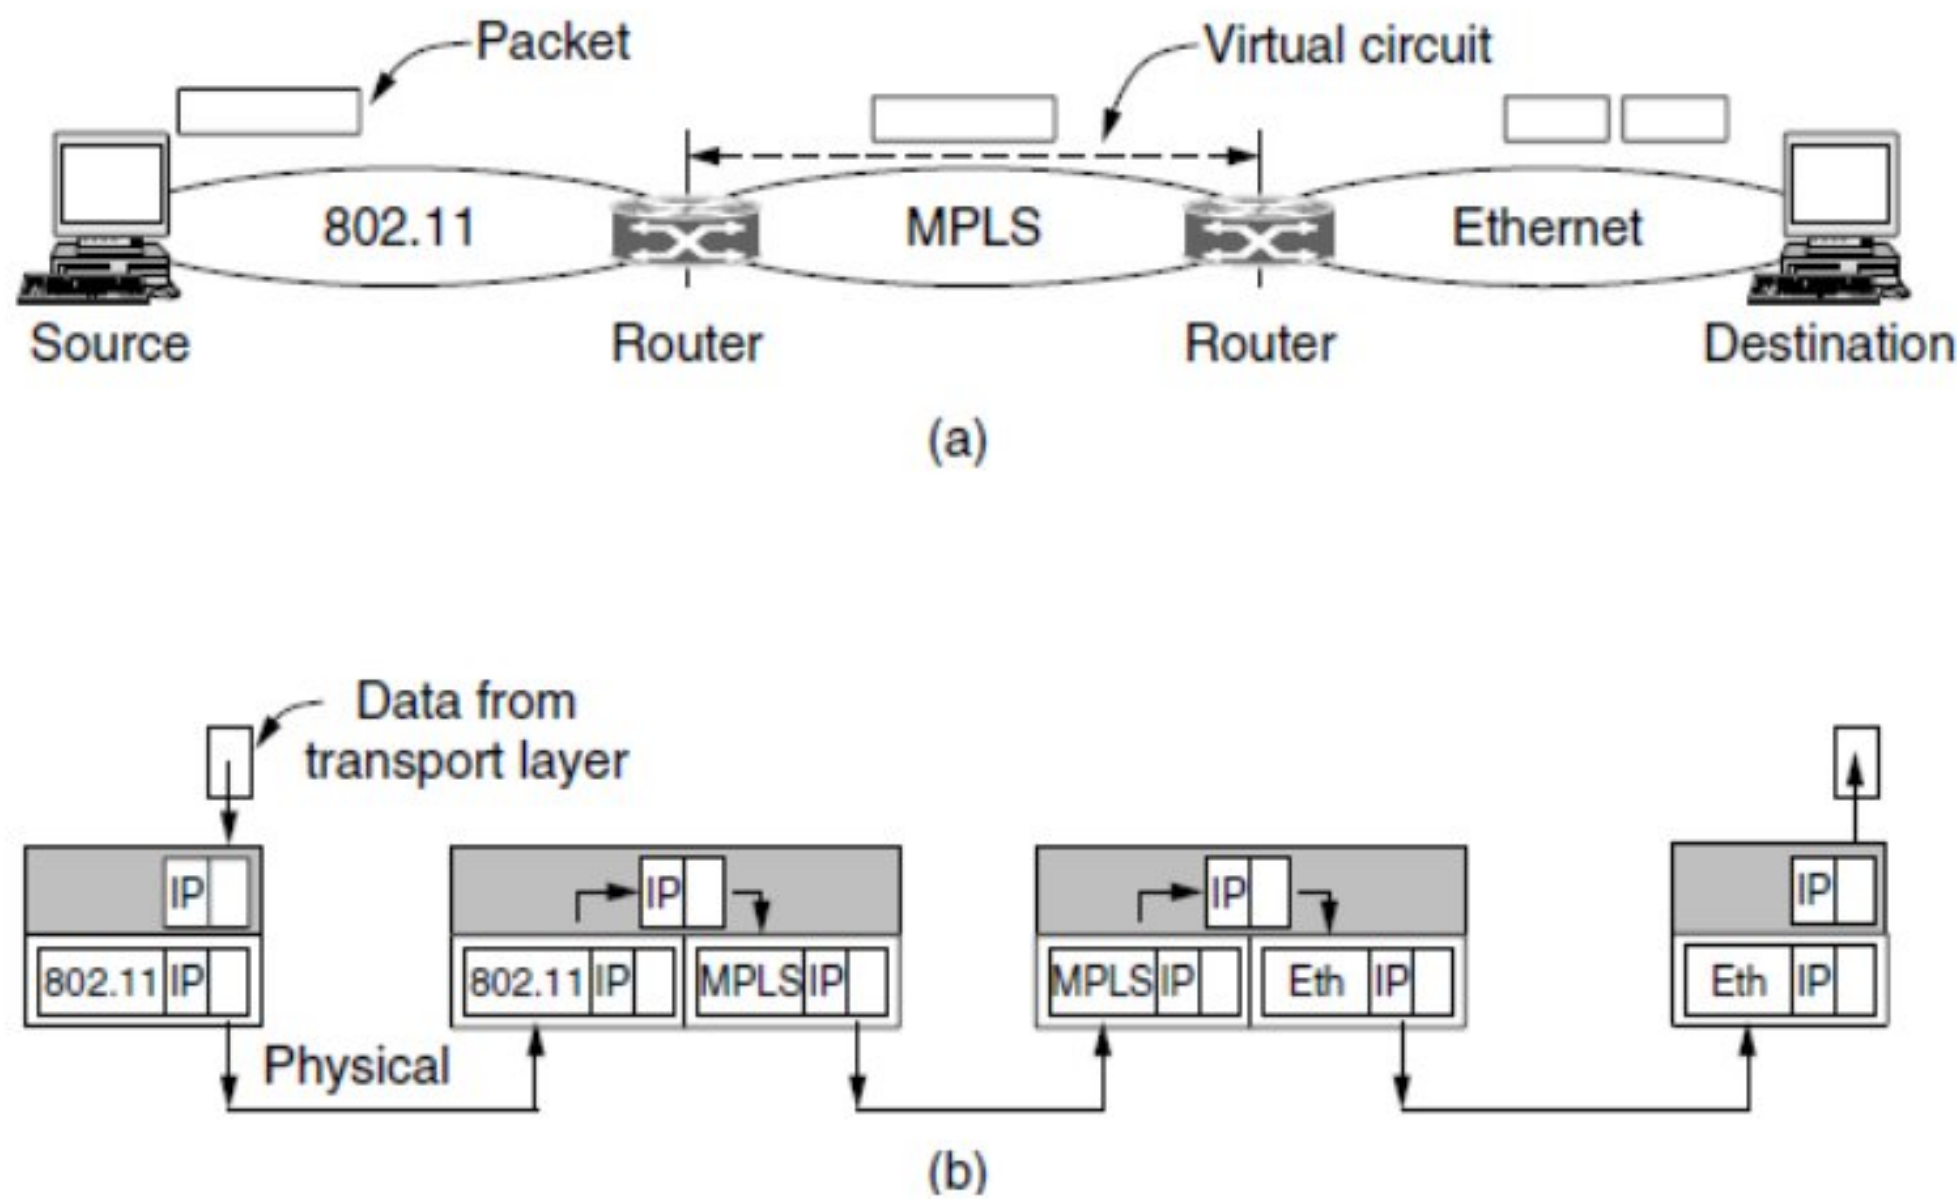 Packet
Virtual circuit
802.11
MPLS
Ethernet
Source
Router
Router
Destination
(a)
Data from
transport layer
IP
IP
IP
IP
802.11 IP
802.11 IP
MPLS IP
MPLS IP
Eth IP
Eth IP
Physical
(b)